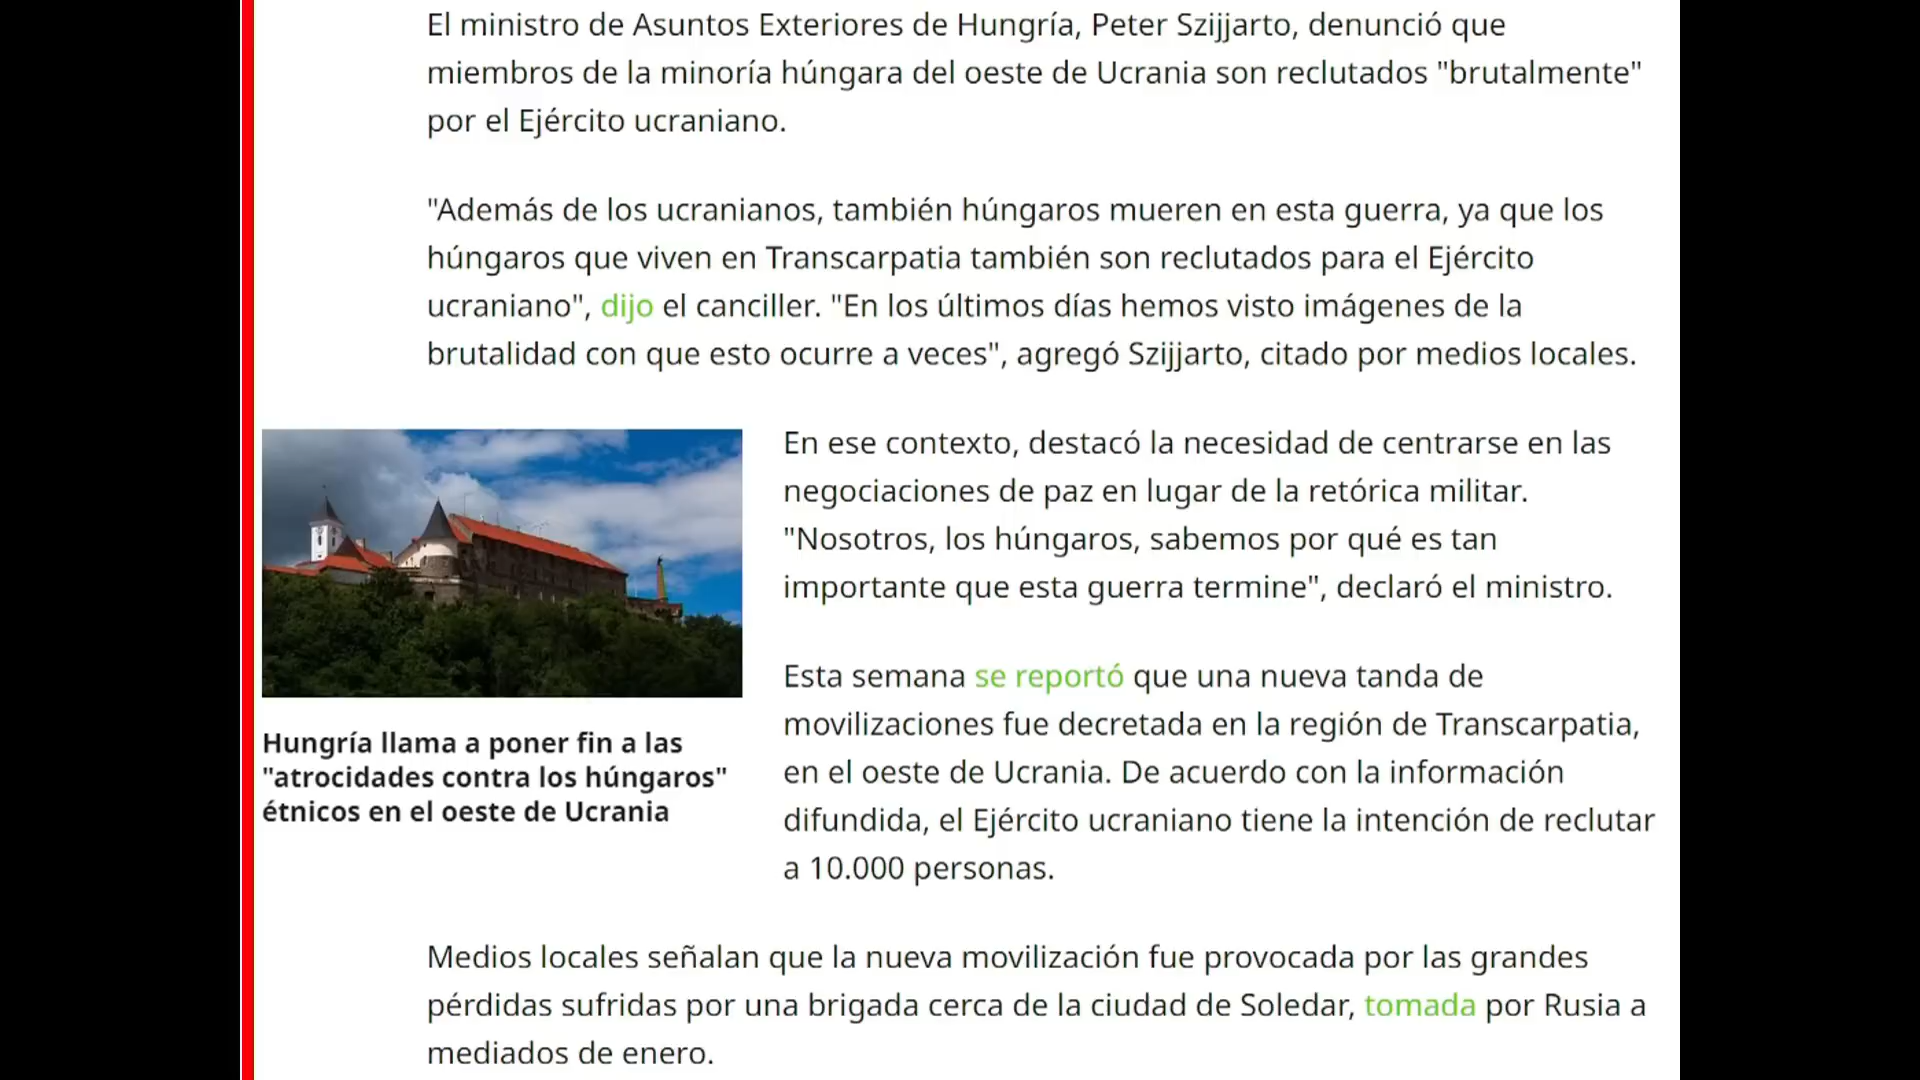 El ministro de Asuntos Exteriores de Hungría, Peter Szijjarto, denunció que
miembros de la minoría húngara del oeste de Ucrania son reclutados "brutalmente"
por el Ejército ucraniano.
"Además de los ucranianos, también húngaros mueren en esta guerra, ya que los
húngaros que viven en Transcarpatia también son reclutados para el Ejército
ucraniano", dijo el canciller. "En los últimos días hemos visto imágenes de la
brutalidad con que esto ocurre a veces", agregó Szijjarto, citado por medios locales.
Hungría llama a poner fin a las
"atrocidades contra los húngaros"
étnicos en el oeste de Ucrania
En ese contexto, destacó la necesidad de centrarse en las
negociaciones de paz en lugar de la retórica militar.
"Nosotros, los húngaros, sabemos por qué es tan
importante que esta guerra termine", declaró el ministro.
Esta semana se reportó que una nueva tanda de
movilizaciones fue decretada en la región de Transcarpatia,
en el oeste de Ucrania. De acuerdo con la información
difundida, el Ejército ucraniano tiene la intención de reclutar
a 10.000 personas.
Medios locales señalan que la nueva movilización fue provocada por las grandes
pérdidas sufridas por una brigada cerca de la ciudad de Soledar, tomada por Rusia a
mediados de enero.